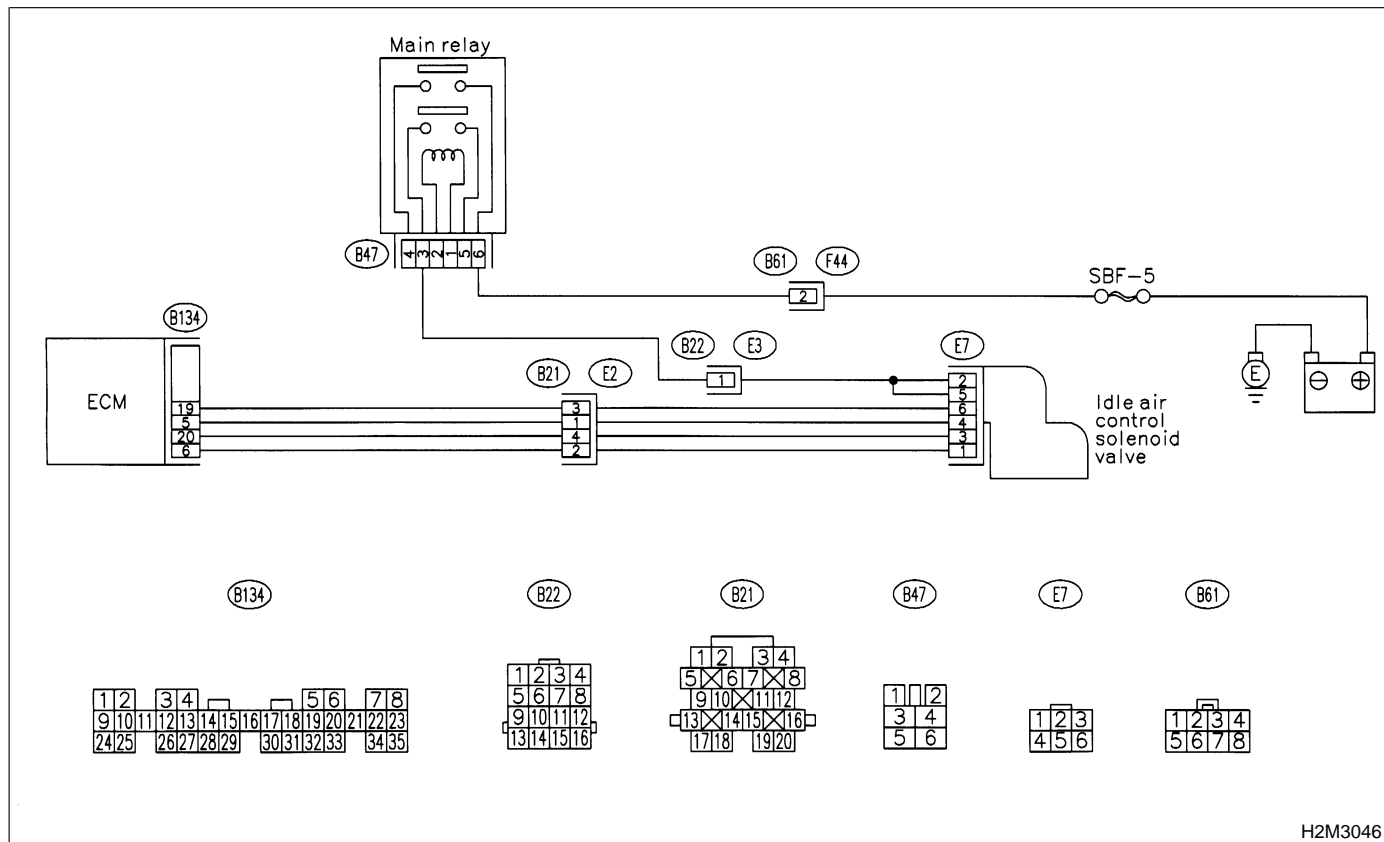 Main relay
B47
4 3 2 1 5 6
B61 F44
2
SBF-5
B134
B22 E3
1
E7
B21 E2
ECM
19
5
20
6
3
1
4
2
2
5
6
4
3
1
E
⊖ ⊕
Idle air
control
solenoid
valve
B134
1 2 3 4 5 6 7 8
9 10 11 12 13 14 15 16 17 18 19 20 21 22 23
24 25 26 27 28 29 30 31 32 33 34 35
B22
1 2 3 4
5 6 7 8
9 10 11 12
13 14 15 16
B21
1 2 3 4
5 6 7 8
9 10 11 12
13 14 15 16
17 18 19 20
B47
1 2
3 4
5 6
E7
1 2 3
4 5 6
B61
1 2 3 4
5 6 7 8
H2M3046